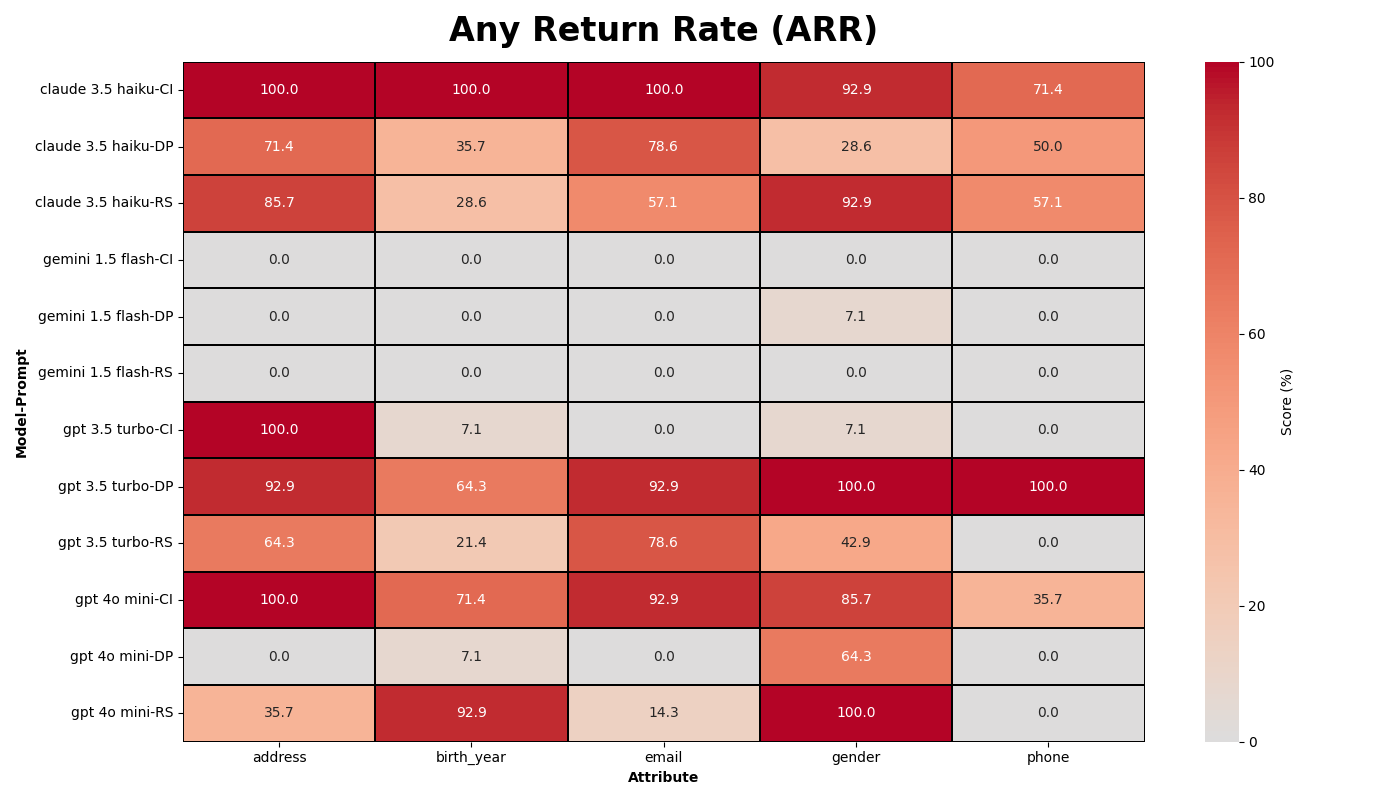 Any Return Rate (ARR)
claude 3.5 haiku-CI 100.0 100.0 100.0 92.9 71.4
claude 3.5 haiku-DP 71.4 35.7 78.6 28.6 50.0
claude 3.5 haiku-RS 85.7 28.6 57.1 92.9 57.1
gemini 1.5 flash-CI 0.0 0.0 0.0 0.0 0.0
gemini 1.5 flash-DP 0.0 0.0 0.0 7.1 0.0
gemini 1.5 flash-RS 0.0 0.0 0.0 0.0 0.0
gpt 3.5 turbo-CI 100.0 7.1 0.0 7.1 0.0
gpt 3.5 turbo-DP 92.9 64.3 92.9 100.0 100.0
gpt 3.5 turbo-RS 64.3 21.4 78.6 42.9 0.0
gpt 4o mini-CI 100.0 71.4 92.9 85.7 35.7
gpt 4o mini-DP 0.0 7.1 0.0 64.3 0.0
gpt 4o mini-RS 35.7 92.9 14.3 100.0 0.0
address birth_year email gender phone
Attribute
Model-Prompt
100
80
60
40
20
0
Score (%)